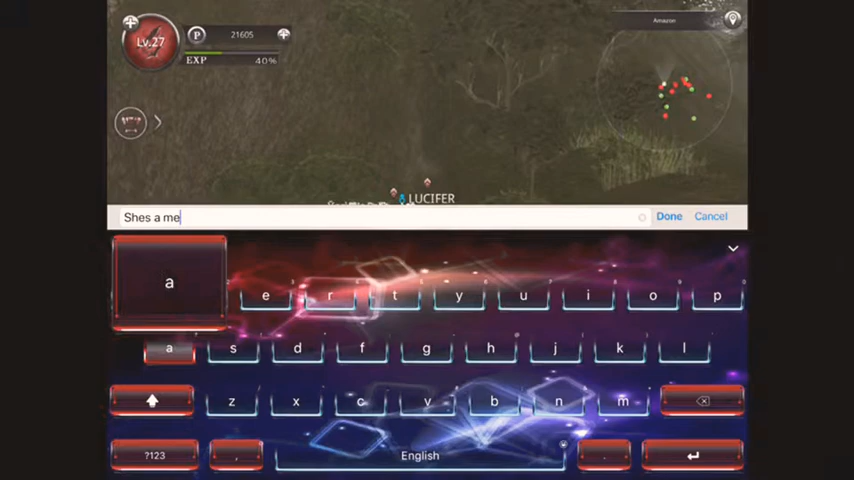 Lv.27
P 21605
EXP 40%
Amazon
LUCIFER
Shes a me
Done
Cancel
a
e r t y u i o p
a s d f g h j k l
z x c v b n m
?123 , English .